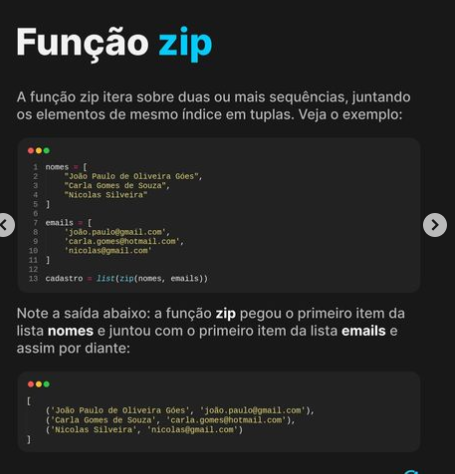 Função zip
A função zip itera sobre duas ou mais sequências, juntando
os elementos de mesmo índice em tuplas. Veja o exemplo:
1 nomes = [
2 "João Paulo de Oliveira Góes",
3 "Carla Gomes de Souza",
4 "Nicolas Silveira"
5 ]
6
7 emails = [
8 'joão.paulo@gmail.com',
9 'carla.gomes@hotmail.com',
10 'nicolas@gmail.com'
11 ]
12
13 cadastro = list(zip(nomes, emails))
Note a saída abaixo: a função zip pegou o primeiro item da
lista nomes e juntou com o primeiro item da lista emails e
assim por diante:
[
('João Paulo de Oliveira Góes', 'joão.paulo@gmail.com'),
('Carla Gomes de Souza', 'carla.gomes@hotmail.com'),
('Nicolas Silveira', 'nicolas@gmail.com')
]